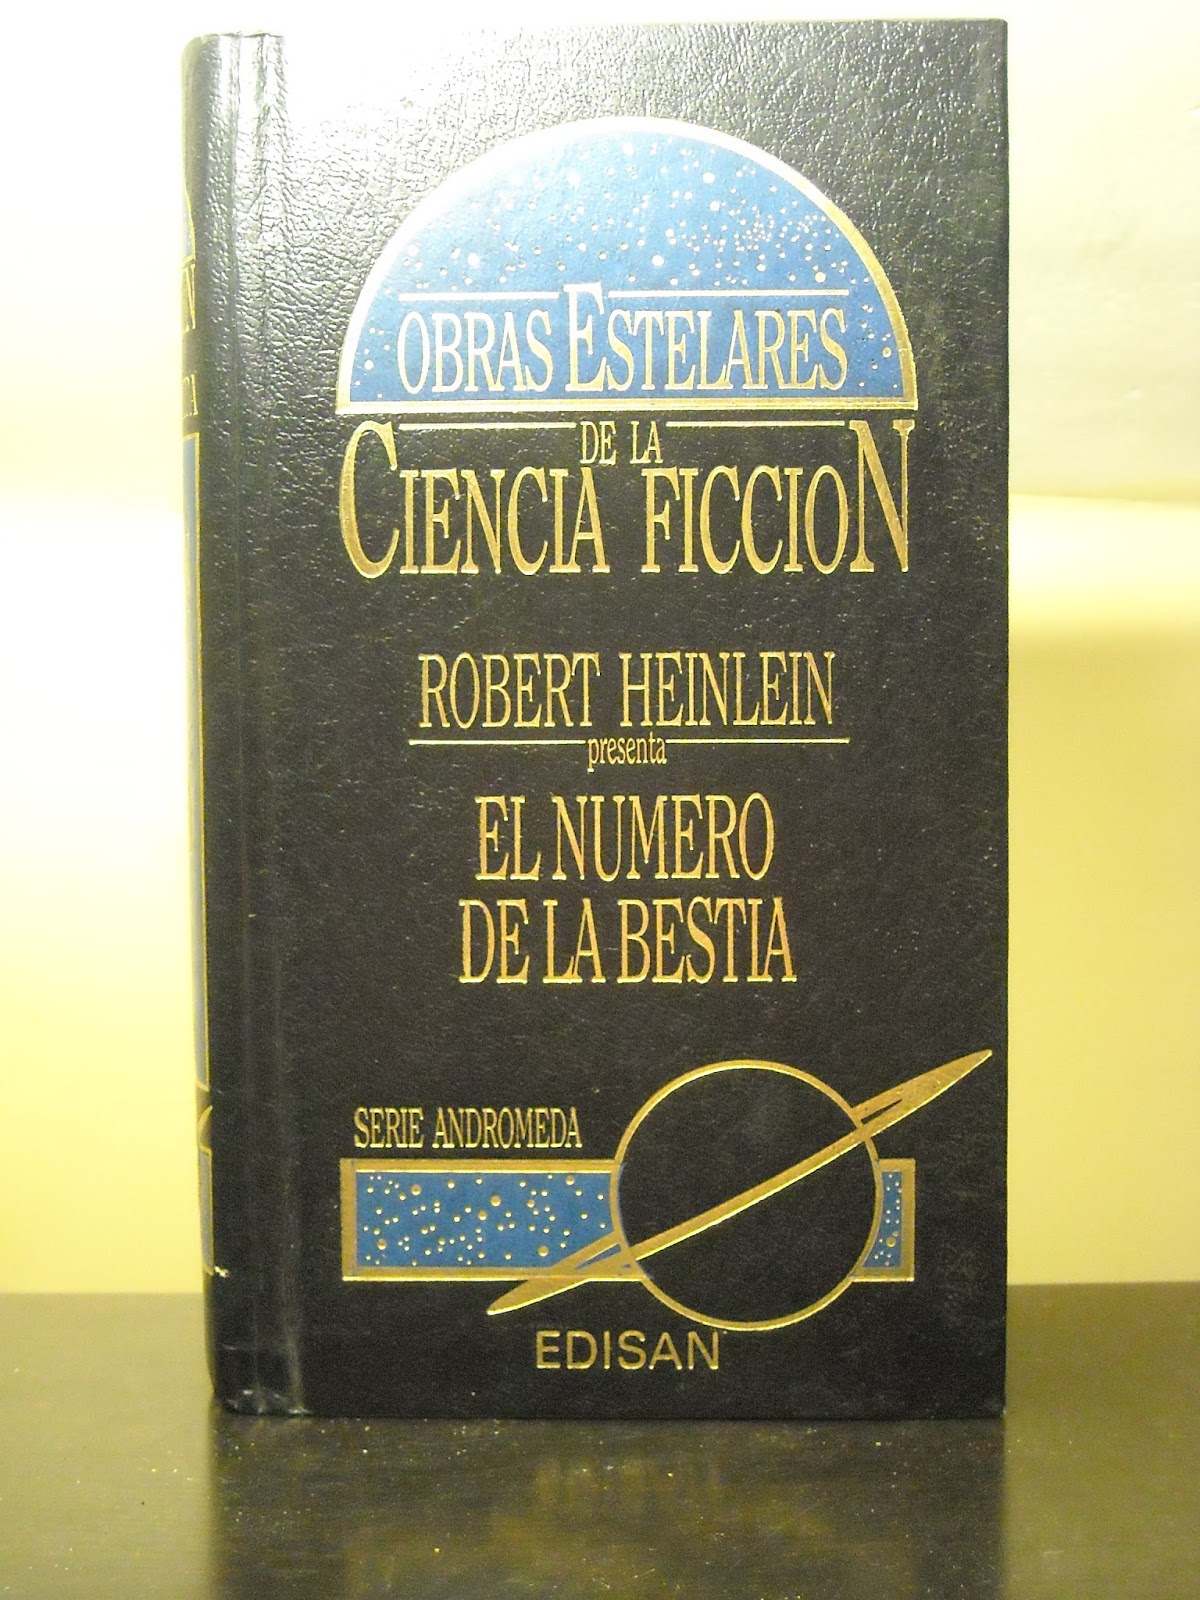 OBRAS ESTELARES
DE LA
CIENCIA FICCION
ROBERT HEINLEIN
presenta
EL NUMERO
DE LA BESTIA
SERIE ANDROMEDA
EDISAN